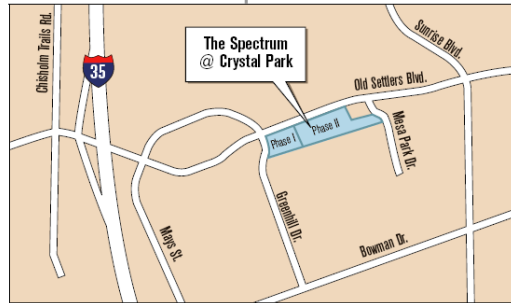 Chisholm Trails Rd.
35
The Spectrum
@ Crystal Park
Sunrise Blvd.
Old Settlers Blvd.
Phase I
Phase II
Mesa Park Dr.
Mays St.
Greenhill Dr.
Bowman Dr.